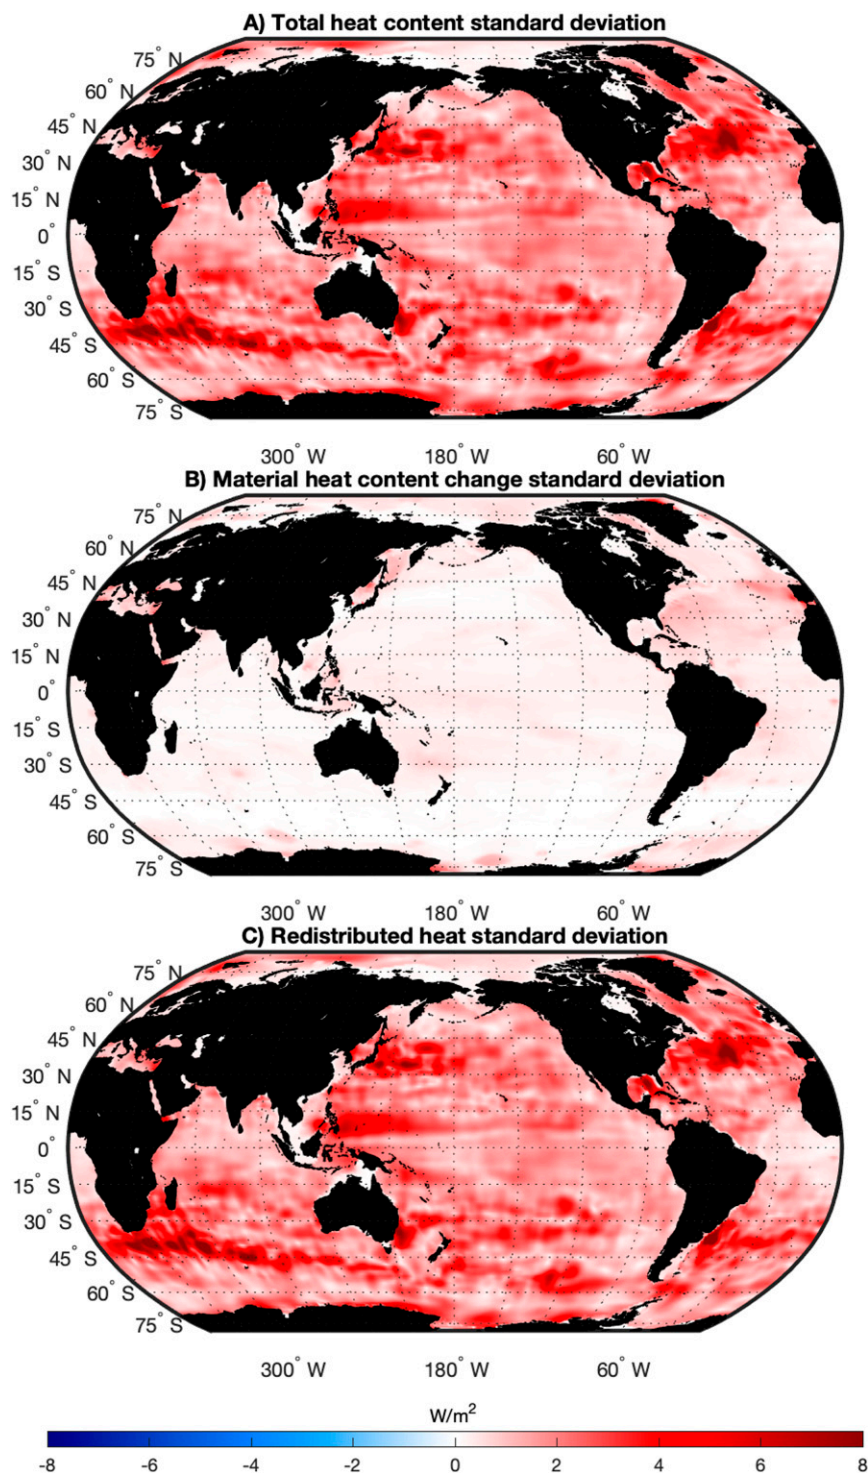 A) Total heat content standard deviation
75° N
60° N
45° N
30° N
15° N
0°
15° S
30° S
45° S
60° S
75° S
300° W 180° W 60° W
B) Material heat content change standard deviation
75° N
60° N
45° N
30° N
15° N
0°
15° S
30° S
45° S
60° S
75° S
300° W 180° W 60° W
C) Redistributed heat standard deviation
75° N
60° N
45° N
30° N
15° N
0°
15° S
30° S
45° S
60° S
75° S
300° W 180° W 60° W
W/m²
-8 -6 -4 -2 0 2 4 6 8